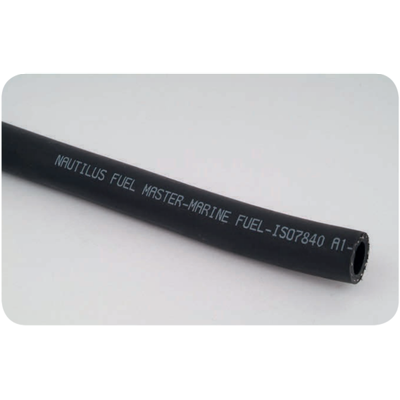 NAUTILUS FUEL MASTER-MARINE FUEL-ISO7840 A1-